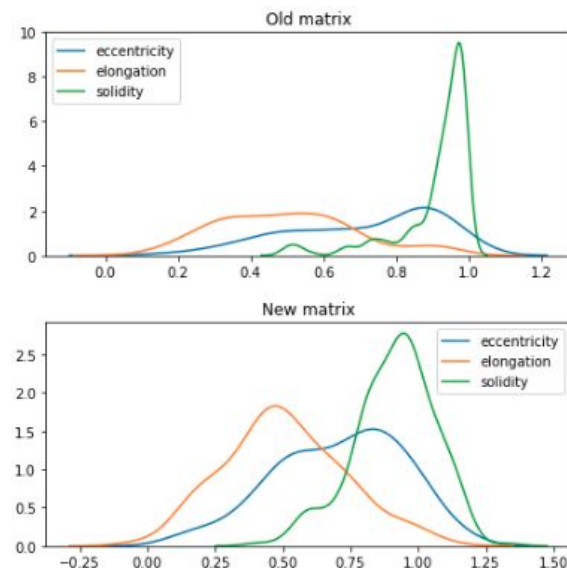 Old matrix
10
8
6
4
2
0
eccentricity
elongation
solidity
0.0 0.2 0.4 0.6 0.8 1.0 1.2
New matrix
2.5
2.0
1.5
1.0
0.5
0.0
eccentricity
elongation
solidity
−0.25 0.00 0.25 0.50 0.75 1.00 1.25 1.50